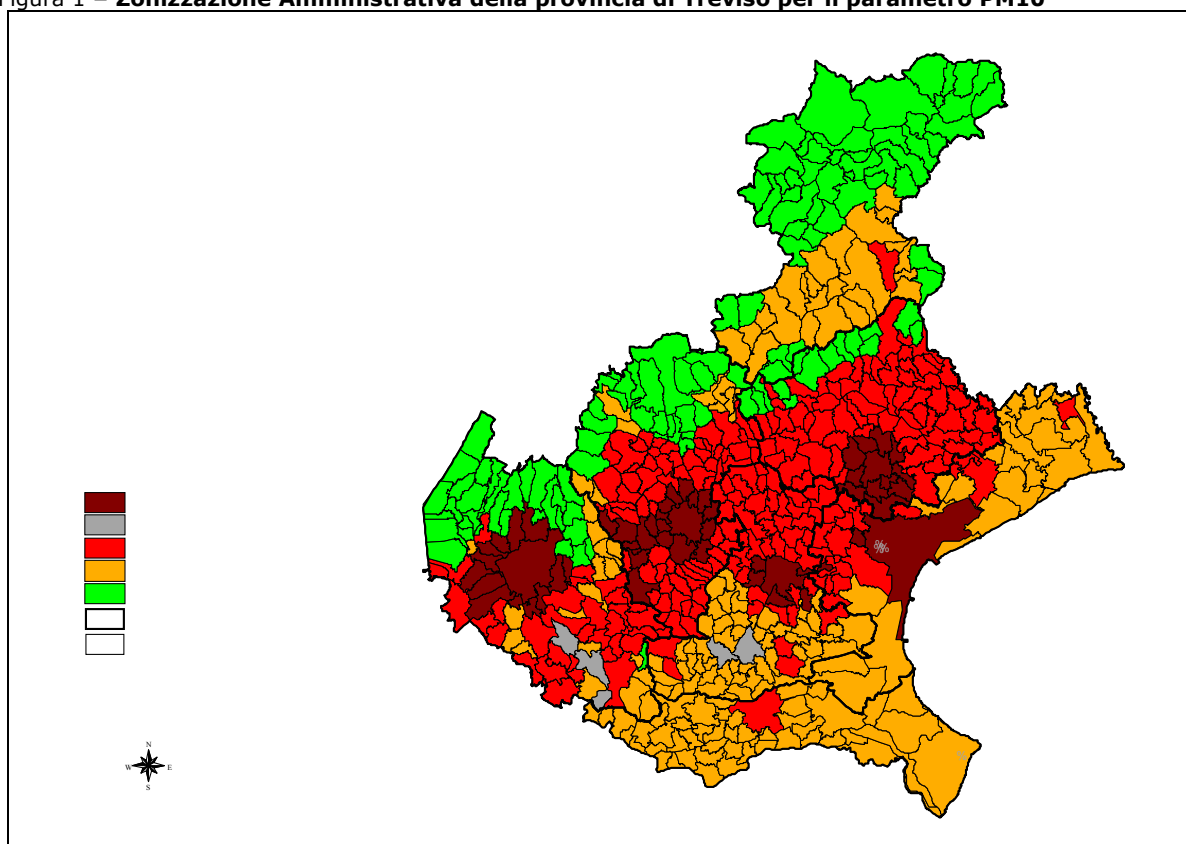 Figura 1 – Zonizzazione Amministrativa della provincia di Treviso per il parametro PM10
N
W E
S